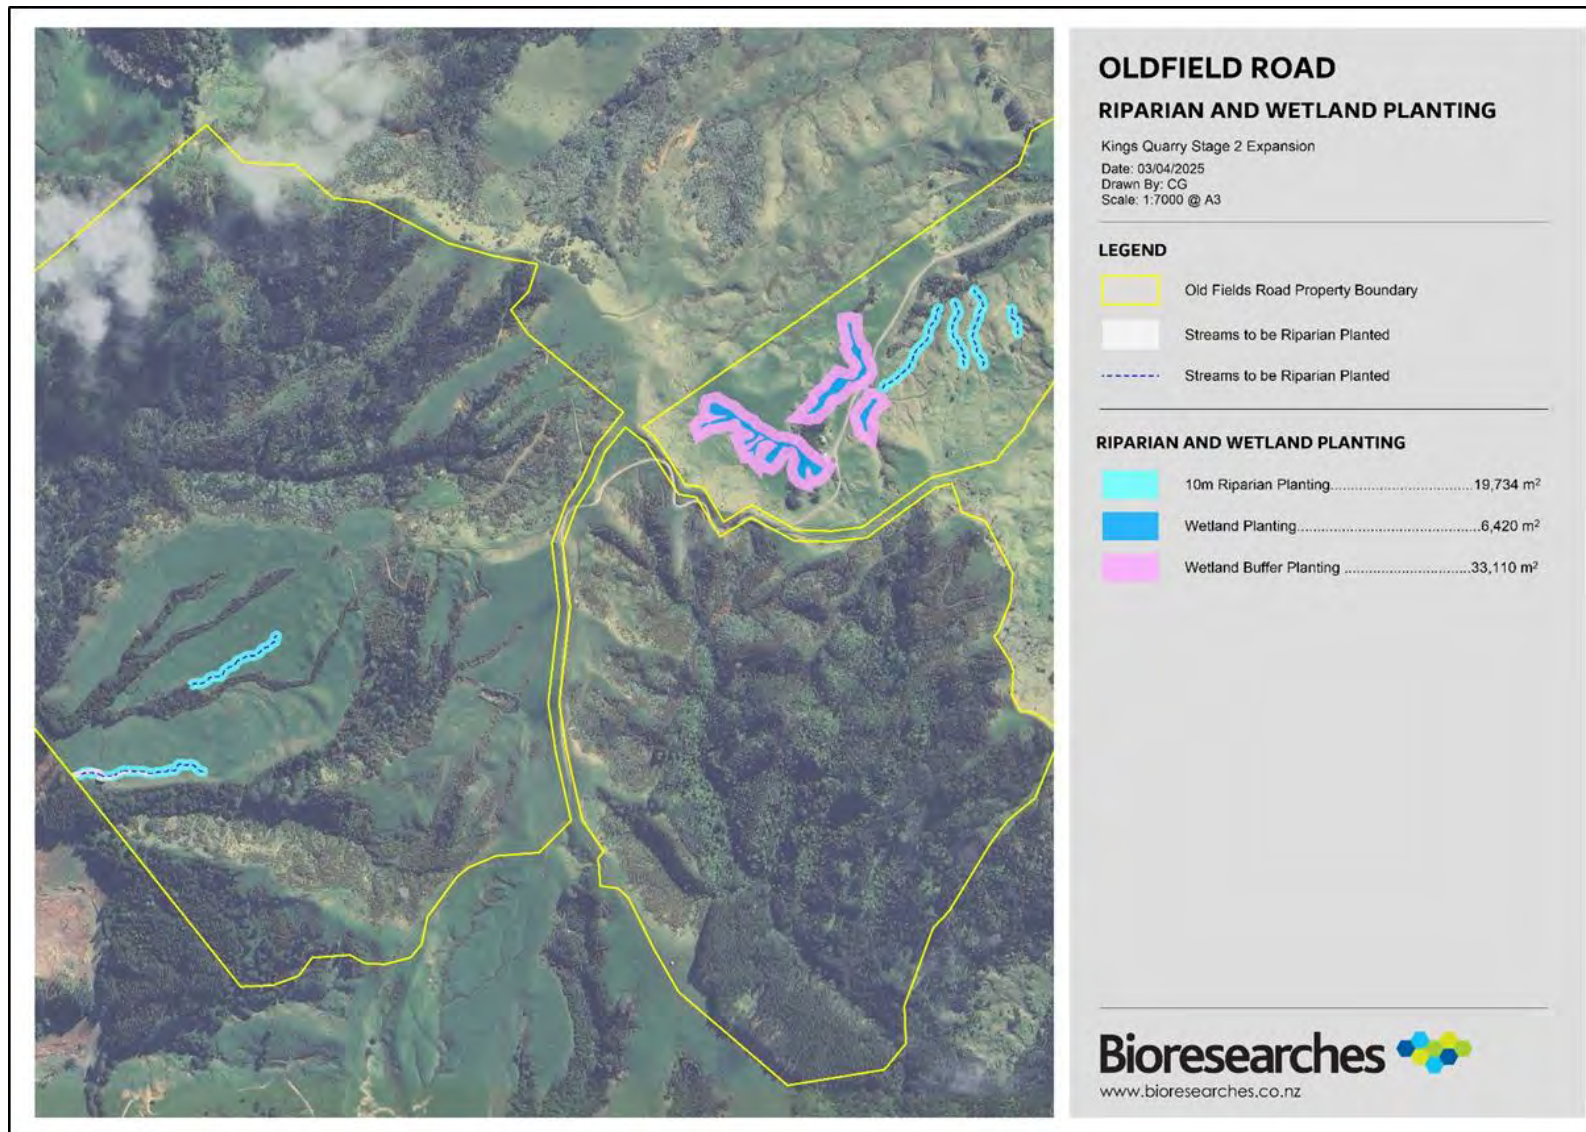 OLDFIELD ROAD
RIPARIAN AND WETLAND PLANTING
Kings Quarry Stage 2 Expansion
Date: 03/04/2025
Drawn By: CG
Scale: 1:7000 @ A3
LEGEND
Old Fields Road Property Boundary
Streams to be Riparian Planted
Streams to be Riparian Planted
RIPARIAN AND WETLAND PLANTING
10m Riparian Planting.................................19,734 m²
Wetland Planting...........................................6,420 m²
Wetland Buffer Planting .............................33,110 m²
Bioresearches
www.bioresearches.co.nz